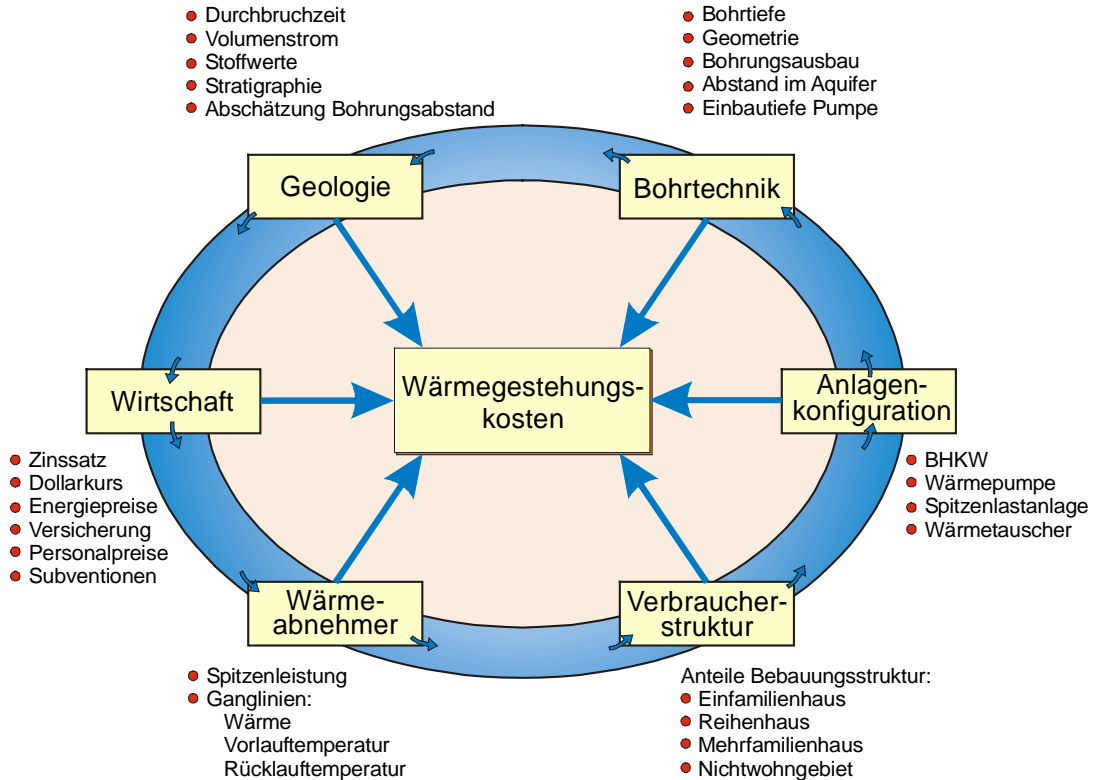 Durchbruchzeit
Volumenstrom
Stoffwerte
Stratigraphie
Abschätzung Bohrungsabstand
Bohrtiefe
Geometrie
Bohrungsausbau
Abstand im Aquifer
Einbautiefe Pumpe
Geologie
Bohrtechnik
Wirtschaft
Wärmegestehungs-
kosten
Anlagen-
konfiguration
Zinssatz
Dollarkurs
Energiepreise
Versicherung
Personalpreise
Subventionen
BHKW
Wärmepumpe
Spitzenlastanlage
Wärmetauscher
Wärme-
abnehmer
Verbraucher-
struktur
Spitzenleistung
Ganglinien:
Wärme
Vorlauftemperatur
Rücklauftemperatur
Anteile Bebauungsstruktur:
Einfamilienhaus
Reihenhaus
Mehrfamilienhaus
Nichtwohngebiet